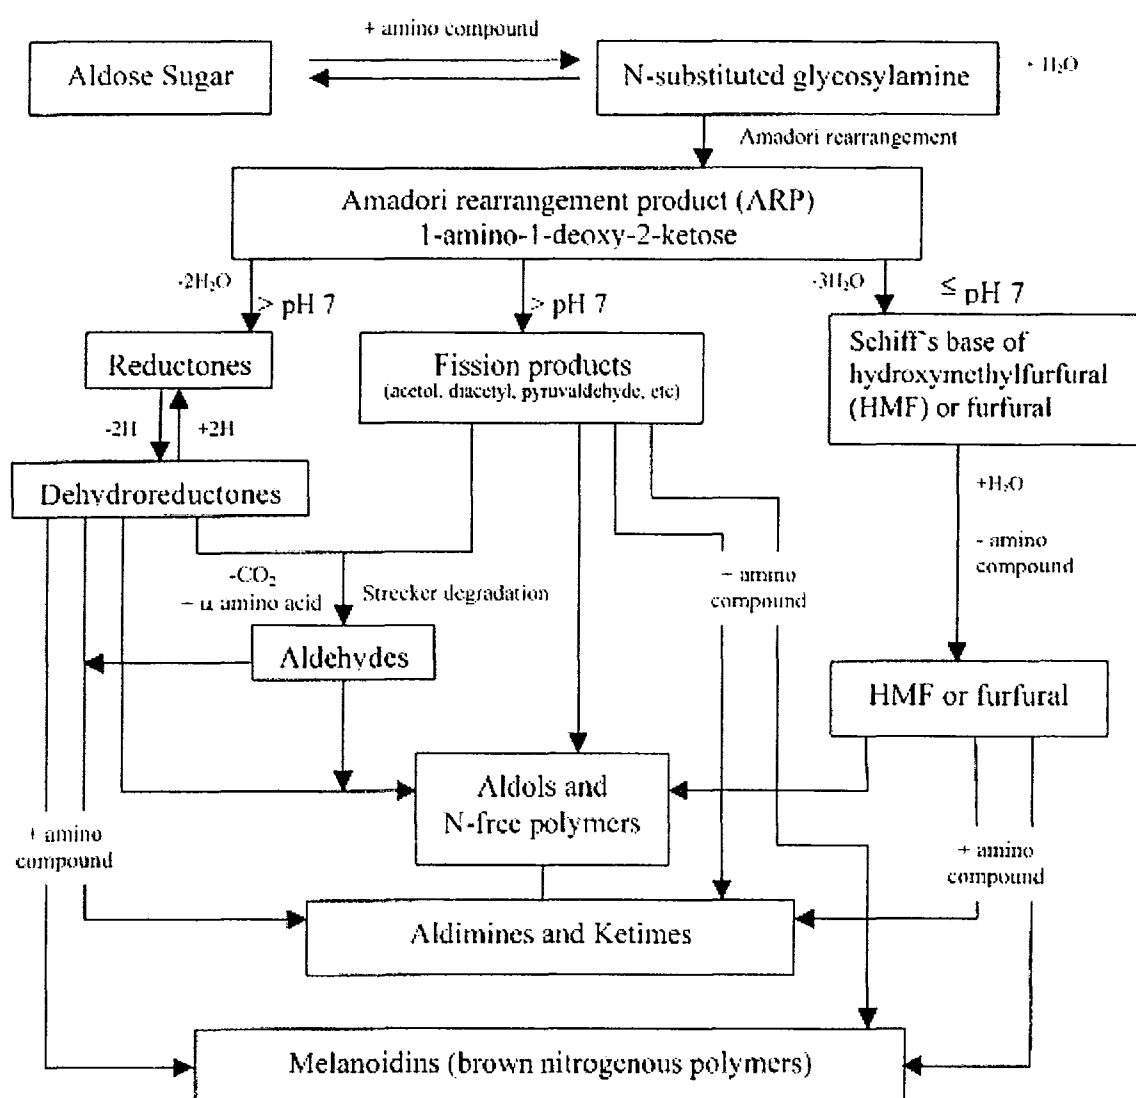 + amino compound
Aldose Sugar
N-substituted glycosylamine
+ H₂O
Amadori rearrangement
Amadori rearrangement product (ARP)
1-amino-1-deoxy-2-ketose
-2H₂O
> pH 7
> pH 7
-3H₂O
≤ pH 7
Reductones
Fission products
(acetol, diacetyl, pyruvaldehyde, etc)
Schiff`s base of
hydroxymethylfurfural
(HMF) or furfural
-2H
+2H
Dehydroreductones
+H₂O
- amino
compound
-CO₂
+ α amino acid
Strecker degradation
+ amino
compound
Aldehydes
HMF or furfural
Aldols and
N-free polymers
+ amino
compound
+ amino
compound
Aldimines and Ketimes
Melanoidins (brown nitrogenous polymers)